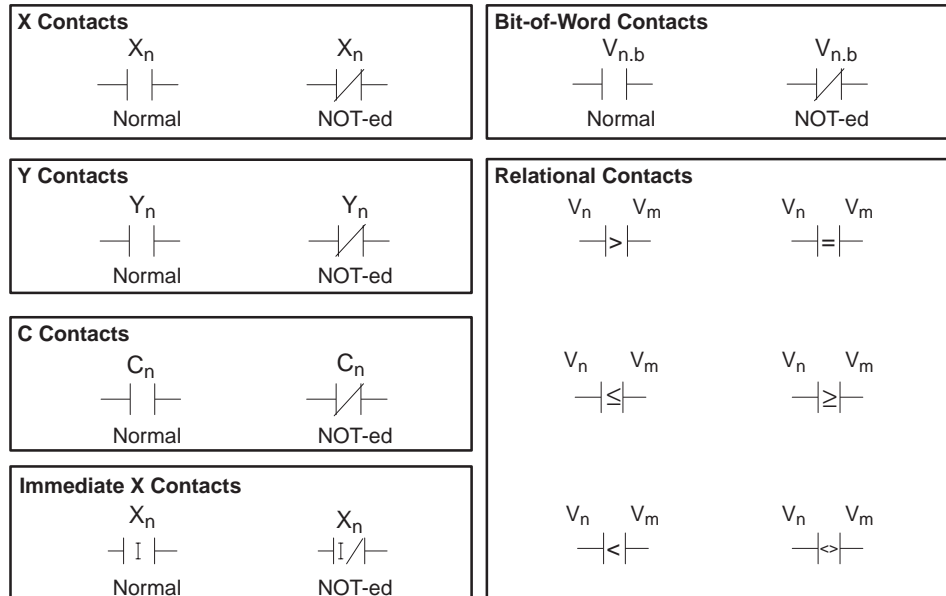 X Contacts
Xn Xn
Normal NOT-ed
Y Contacts
Yn Yn
Normal NOT-ed
C Contacts
Cn Cn
Normal NOT-ed
Immediate X Contacts
Xn Xn
I I
Normal NOT-ed
Bit-of-Word Contacts
Vn.b Vn.b
Normal NOT-ed
Relational Contacts
Vn Vm Vn Vm
> =
Vn Vm Vn Vm
≤ ≥
Vn Vm Vn Vm
< <>